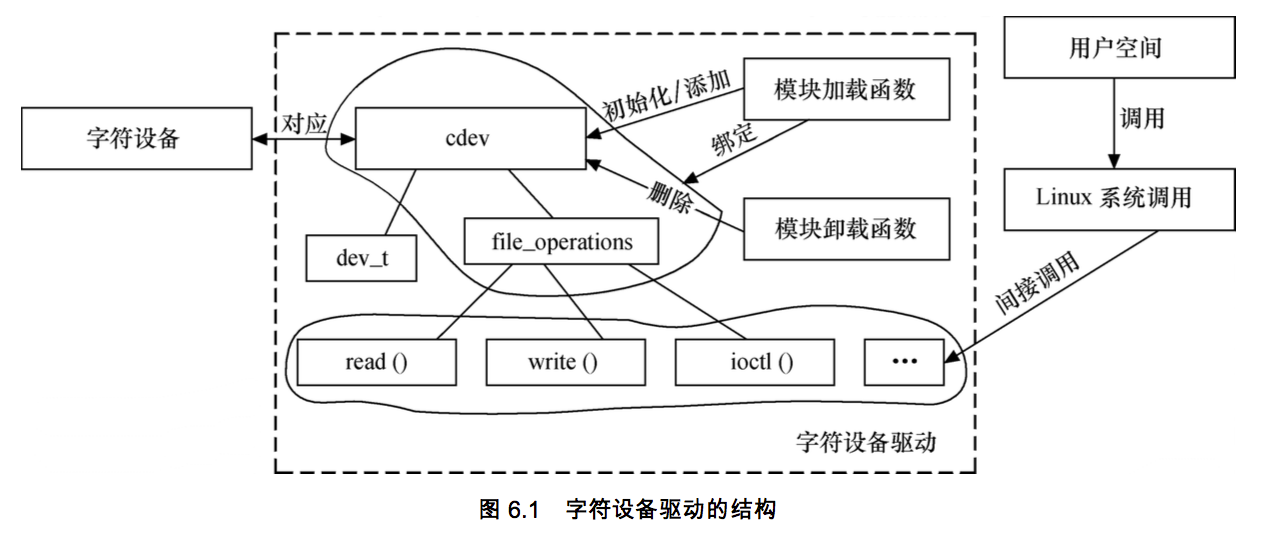 用户空间
初始化/添加
模块加载函数
字符设备
对应
cdev
绑定
调用
删除
Linux 系统调用
dev_t
file_operations
模块卸载函数
间接调用
read ()
write ()
ioctl ()
•••
字符设备驱动
图 6.1 字符设备驱动的结构